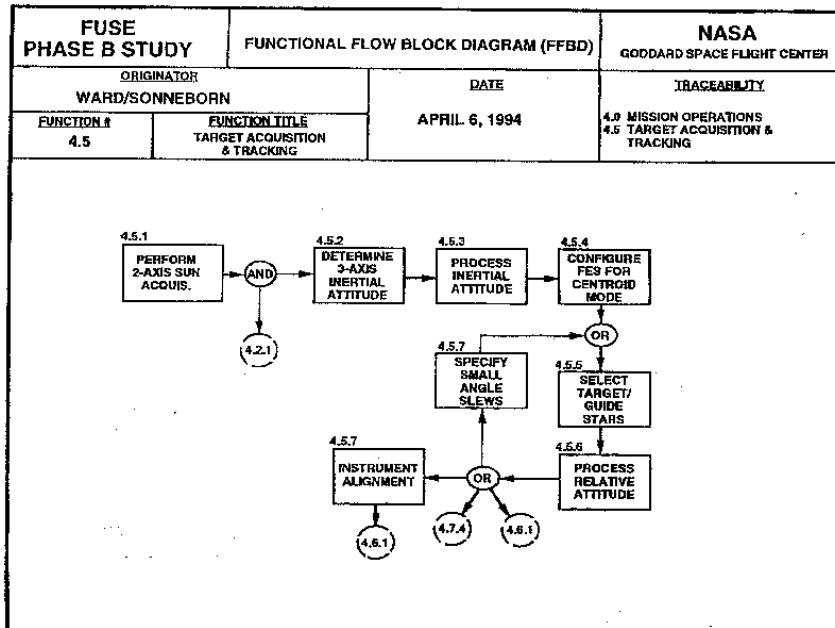 FUSE
PHASE B STUDY
FUNCTIONAL FLOW BLOCK DIAGRAM (FFBD)
NASA
GODDARD SPACE FLIGHT CENTER
ORIGINATOR
WARD/SONNEBORN
DATE
APRIL 6, 1994
TRACEABILITY
4.0 MISSION OPERATIONS
4.5 TARGET ACQUISITION &
TRACKING
FUNCTION #
4.5
FUNCTION TITLE
TARGET ACQUISITION
& TRACKING
4.5.1
PERFORM
2-AXIS SUN
ACQUIS.
AND
4.2.1
4.5.2
DETERMINE
3-AXIS
INERTIAL
ATTITUDE
4.5.3
PROCESS
INERTIAL
ATTITUDE
4.5.4
CONFIGURE
FES FOR
CENTROID
MODE
OR
4.5.7
SPECIFY
SMALL
ANGLE
SLEWS
4.5.5
SELECT
TARGET/
GUIDE
STARS
4.5.6
PROCESS
RELATIVE
ATTITUDE
OR
4.5.7
INSTRUMENT
ALIGNMENT
4.6.1
4.7.4
4.6.1